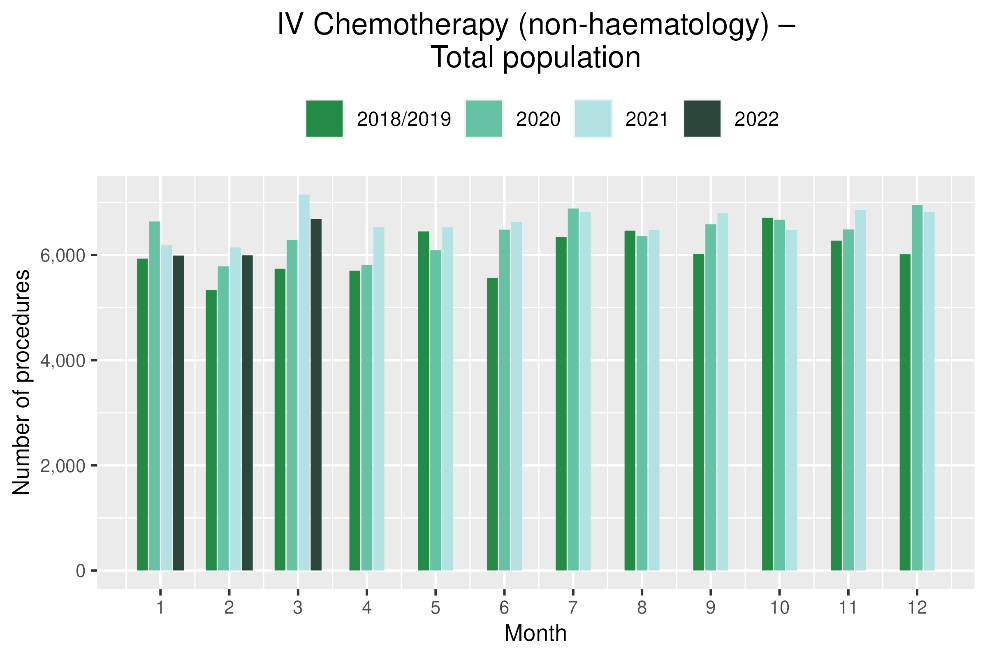 IV Chemotherapy (non-haematology) –
Total population
2018/2019 2020 2021 2022
Number of procedures
6,000
4,000
2,000
0
1 2 3 4 5 6 7 8 9 10 11 12
Month